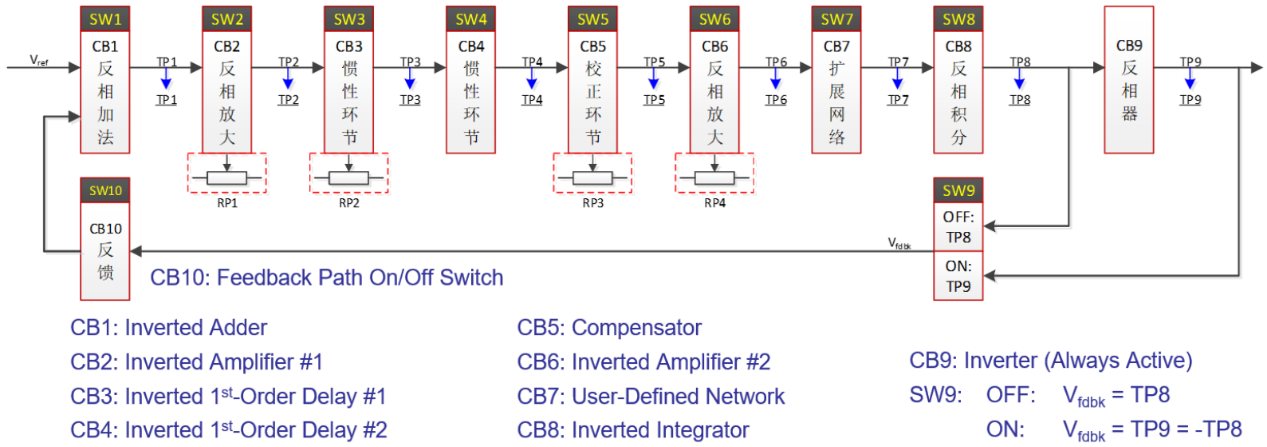 SW1 SW2 SW3 SW4 SW5 SW6 SW7 SW8
CB1 反相加法
CB2 反相放大
CB3 惯性环节
CB4 惯性环节
CB5 校正环节
CB6 反相放大
CB7 扩展网络
CB8 反相积分
CB9 反相器
Vref TP1 TP2 TP3 TP4 TP5 TP6 TP7 TP8 TP9
TP1 TP2 TP3 TP4 TP5 TP6 TP7 TP8 TP9
RP1 RP2 RP3 RP4
SW10
CB10 反馈
SW9
OFF: TP8
ON: TP9
Vfdbk
CB10: Feedback Path On/Off Switch
CB1: Inverted Adder
CB2: Inverted Amplifier #1
CB3: Inverted 1st-Order Delay #1
CB4: Inverted 1st-Order Delay #2
CB5: Compensator
CB6: Inverted Amplifier #2
CB7: User-Defined Network
CB8: Inverted Integrator
CB9: Inverter (Always Active)
SW9: OFF: Vfdbk = TP8
ON: Vfdbk = TP9 = -TP8